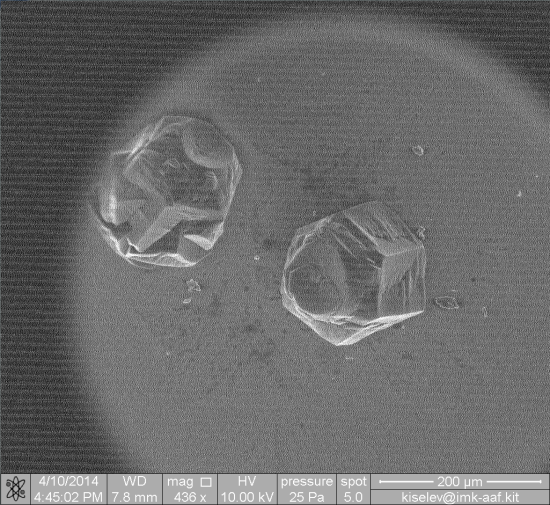 4/10/2014 WD mag HV pressure spot 200 µm
4:45:02 PM 7.8 mm 436 x 10.00 kV 25 Pa 5.0 kiselev@imk-aaf.kit